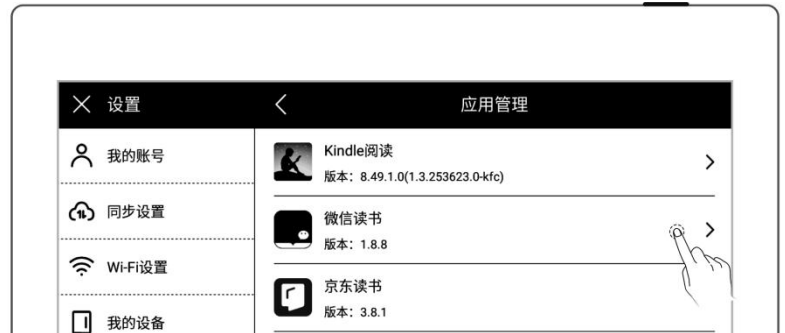 设置
应用管理
我的账号
同步设置
Wi-Fi设置
我的设备
Kindle阅读
版本：8.49.1.0(1.3.253623.0-kfc)
微信读书
版本：1.8.8
京东读书
版本：3.8.1